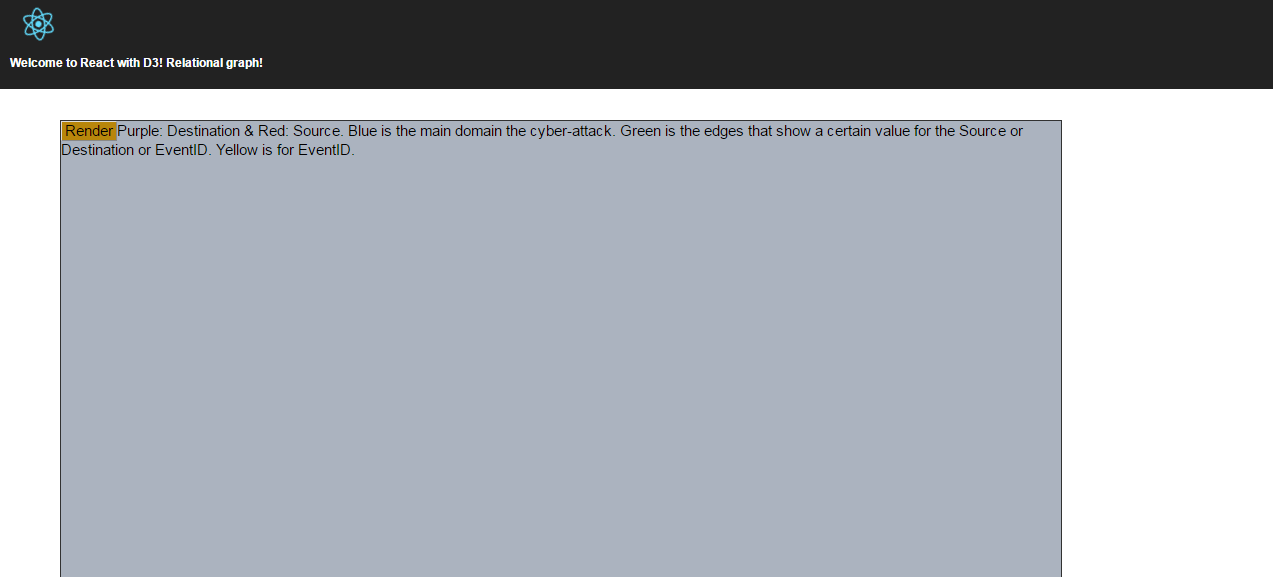 Welcome to React with D3! Relational graph!
Render Purple: Destination & Red: Source. Blue is the main domain the cyber-attack. Green is the edges that show a certain value for the Source or
Destination or EventID. Yellow is for EventID.